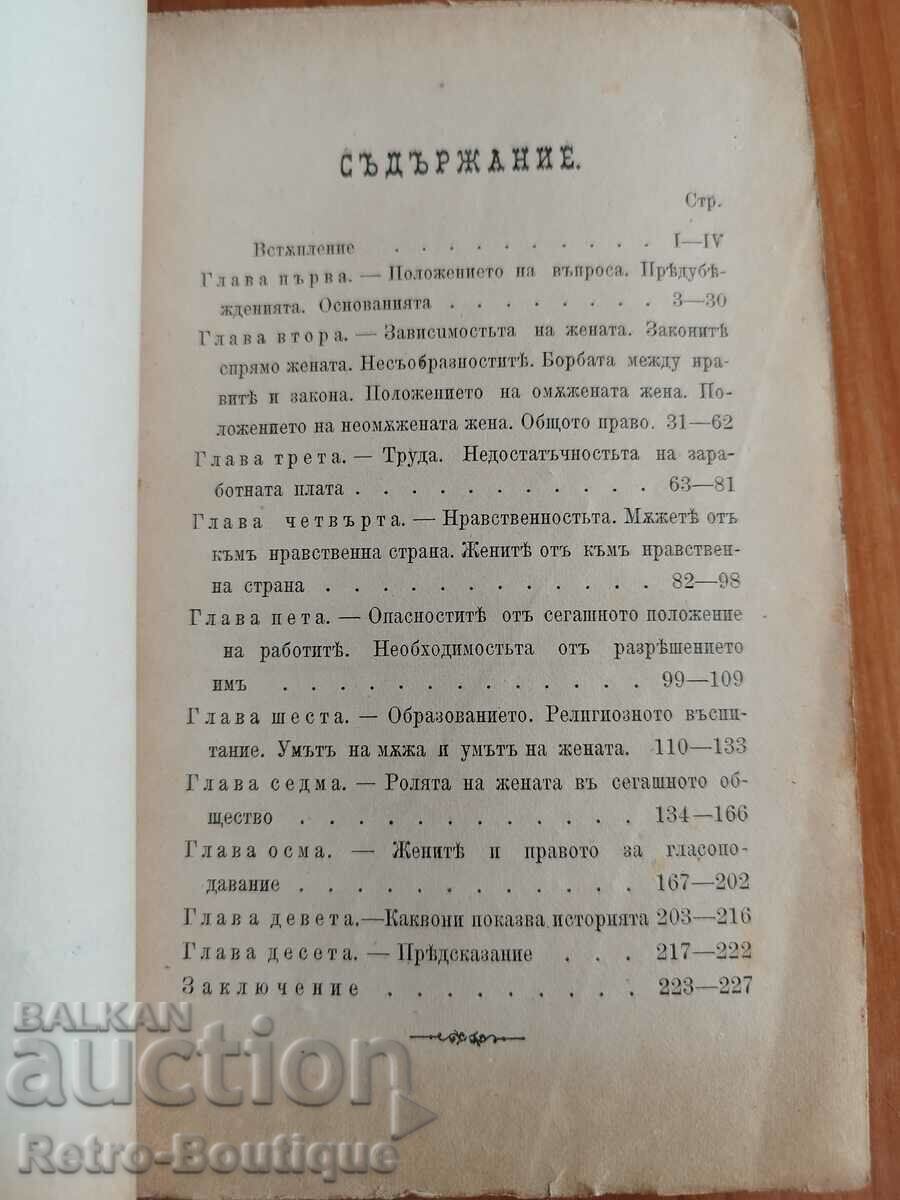 СЪДЪРЖАНИЕ.
Стр.
Встѫпление . . . . . . . . . . I—IV
Глава първа. — Положението на въпроса. Прѣдубѣ-
жденията. Основанията . . . . . . . . 3—30
Глава втора. — Зависимостьта на жената. Законитѣ
спрямо жената. Несъобразноститѣ. Борбата между нра-
витѣ и закона. Положението на омѫжената жена. По-
ложението на неомѫжената жена. Общото право. 31—62
Глава трета. — Труда. Недостатъчностьта на зара-
ботната плата . . . . . . . . . . . . 63—81
Глава четвърта. — Нравственностьта. Мѫжетѣ отъ
къмъ нравственна страна. Женитѣ отъ къмъ нравствен-
на страна . . . . . . . . . . . . . 82—98
Глава пета. — Опасноститѣ отъ сегашното положение
на работитѣ. Необходимостьта отъ разрѣшението
имъ . . . . . . . . . . . . . 99—109
Глава шеста. — Образованието. Религиозното въспи-
тание. Умътъ на мѫжа и умътъ на жената. 110—133
Глава седма. — Ролята на жената въ сегашното об-
щество . . . . . . . . . . . . . 134—166
Глава осма. — Женитѣ и правото за гласопо-
давание . . . . . . . . . . . . . 167—202
Глава девета.—Каквони показва историята 203—216
Глава десета. — Прѣдсказание . . . 217—222
Заключение . . . . . . . . . 223—227
BALKAN
auction
Retro-Boutique